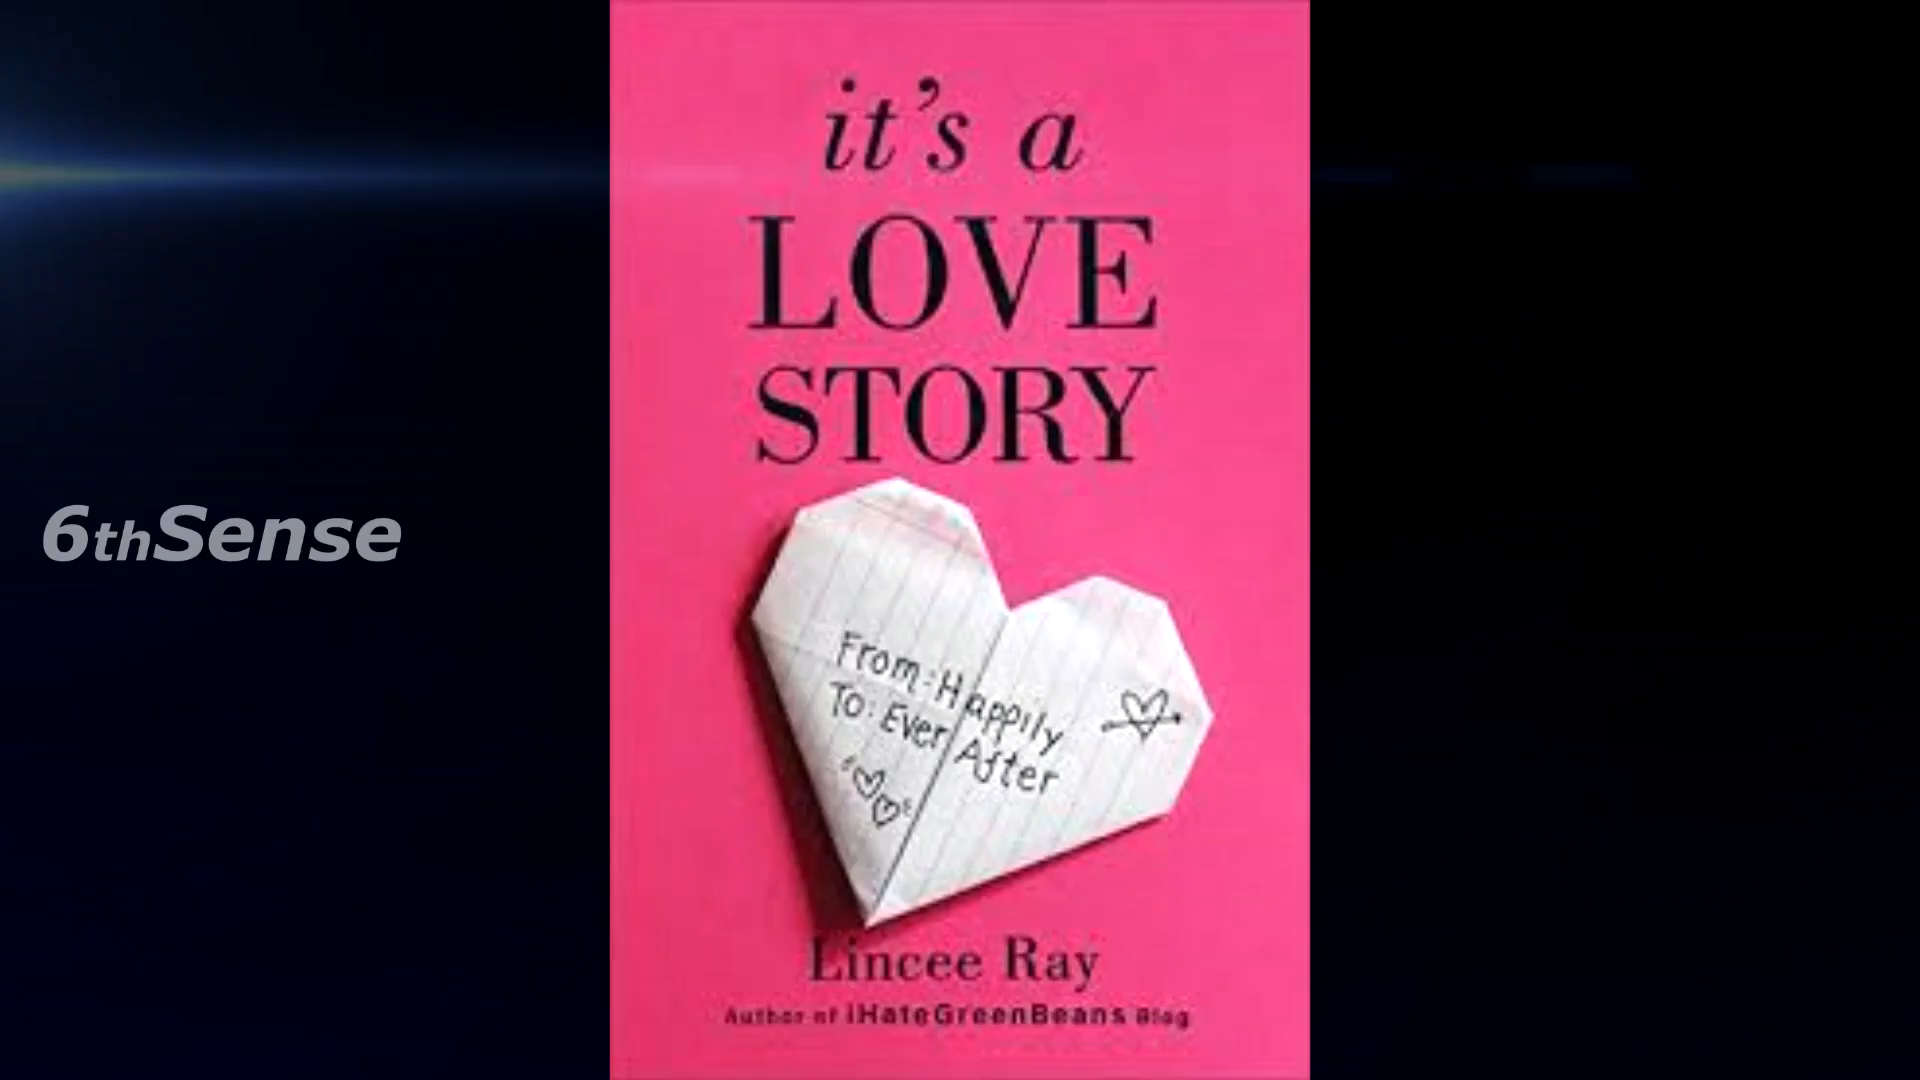 it's a
LOVE
STORY
6thSense
From: Happily
To: Ever After
Lincee Ray
Author of iHateGreenBeans Blog